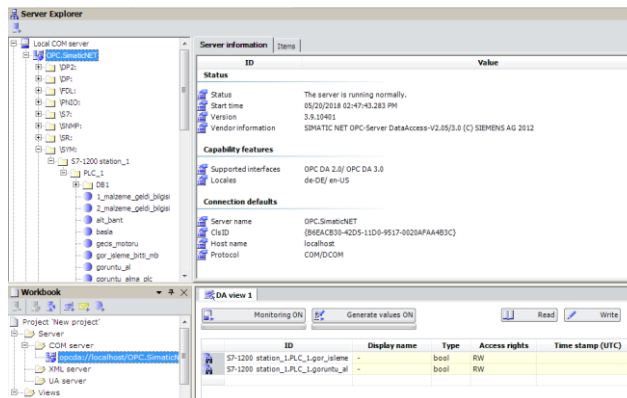 Server Explorer
Local COM server
OPC.SimaticNET
\DP2:
\DP:
\FDL:
\PNIO:
\S7:
\SNMP:
\SR:
\SYM:
S7-1200 station_1
PLC_1
DB1
1_malzeme_geldi_bilgisi
2_malzeme_geldi_bilgisi
alt_bant
basla
gecis_motoru
gor_isleme_bitti_mb
goruntu_al
goruntu alma plc
Server information Items
ID Value
Status
Status The server is running normally.
Start time 05/20/2018 02:47:43.283 PM
Version 3.9.10401
Vendor information SIMATIC NET OPC-Server DataAccess-V2.05/3.0 (C) SIEMENS AG 2012
Capability features
Supported interfaces OPC DA 2.0/ OPC DA 3.0
Locales de-DE/ en-US
Connection defaults
Server name OPC.SimaticNET
ClsID {B6EACB30-42D5-11D0-9517-0020AFAA4B3C}
Host name localhost
Protocol COM/DCOM
Workbook
Project 'New project'
Server
COM server
opcda://localhost/OPC.SimaticN
XML server
UA server
Views
DA view 1
Monitoring ON Generate values ON Read Write
ID Display name Type Access rights Time stamp (UTC)
S7-1200 station_1.PLC_1.gor_isleme - bool RW
S7-1200 station_1.PLC_1.goruntu_al - bool RW